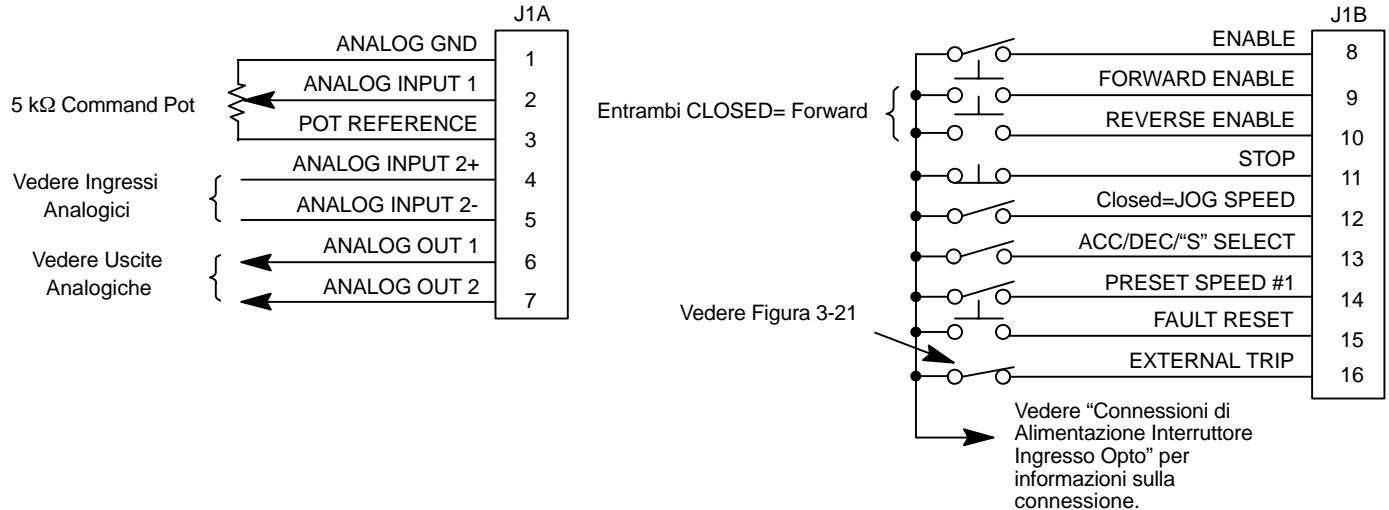 J1A
ANALOG GND
1
ANALOG INPUT 1
2
POT REFERENCE
3
ANALOG INPUT 2+
4
ANALOG INPUT 2-
5
ANALOG OUT 1
6
ANALOG OUT 2
7
5 kΩ Command Pot
Vedere Ingressi
Analogici
Vedere Uscite
Analogiche
J1B
ENABLE
8
FORWARD ENABLE
9
REVERSE ENABLE
10
STOP
11
Closed=JOG SPEED
12
ACC/DEC/“S” SELECT
13
PRESET SPEED #1
14
FAULT RESET
15
EXTERNAL TRIP
16
Entrambi CLOSED= Forward
Vedere Figura 3-21
Vedere “Connessioni di
Alimentazione Interruttore
Ingresso Opto” per
informazioni sulla
connessione.